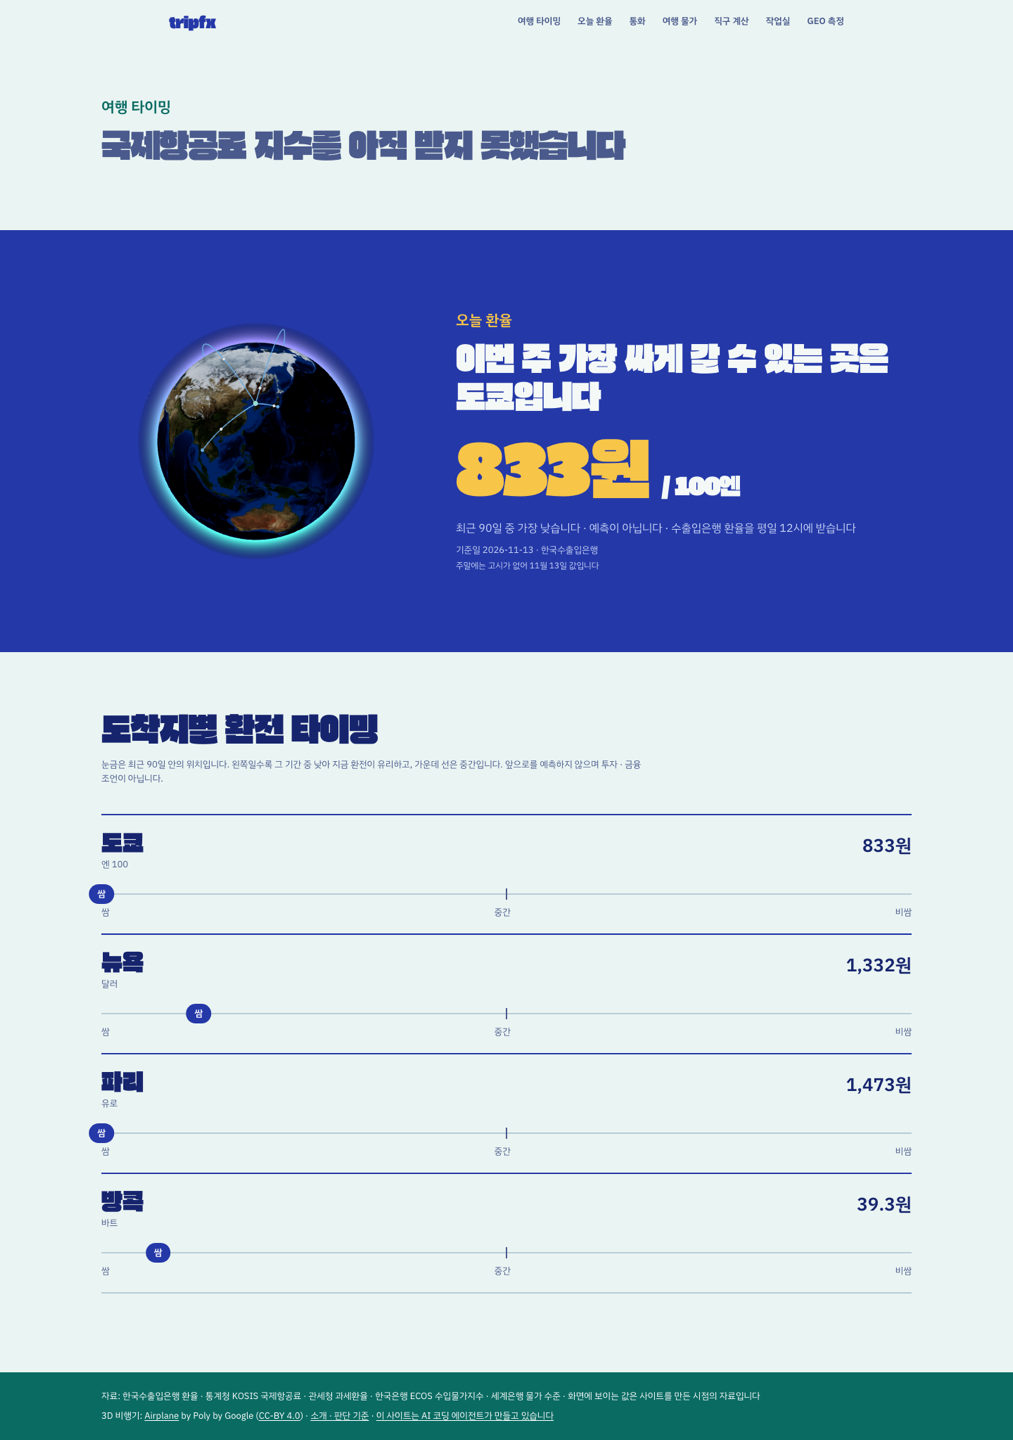 tripfx
여행 타이밍 오늘 환율 통화 여행 물가 직구 계산 작업실 GEO 측정
여행 타이밍
국제항공료 지수를 아직 받지 못했습니다
오늘 환율
이번 주 가장 싸게 갈 수 있는 곳은
도쿄입니다
833원 / 100엔
최근 90일 중 가장 낮습니다 · 예측이 아닙니다 · 수출입은행 환율을 평일 12시에 받습니다
기준일 2026-11-13 · 한국수출입은행
주말에는 고시가 없어 11월 13일 값입니다
도착지별 환전 타이밍
눈금은 최근 90일 안의 위치입니다. 왼쪽일수록 그 기간 중 낮아 지금 환전이 유리하고, 가운데 선은 중간입니다. 앞으로를 예측하지 않으며 투자 · 금융
조언이 아닙니다.
도쿄 833원
엔 100
쌈
쌈 중간 비쌈
뉴욕 1,332원
달러
쌈
쌈 중간 비쌈
파리 1,473원
유로
쌈
쌈 중간 비쌈
방콕 39.3원
바트
쌈
쌈 중간 비쌈
자료: 한국수출입은행 환율 · 통계청 KOSIS 국제항공료 · 관세청 과세환율 · 한국은행 ECOS 수입물가지수 · 세계은행 물가 수준 · 화면에 보이는 값은 사이트를 만든 시점의 자료입니다
3D 비행기: Airplane by Poly by Google (CC-BY 4.0) · 소개 · 판단 기준 · 이 사이트는 AI 코딩 에이전트가 만들고 있습니다